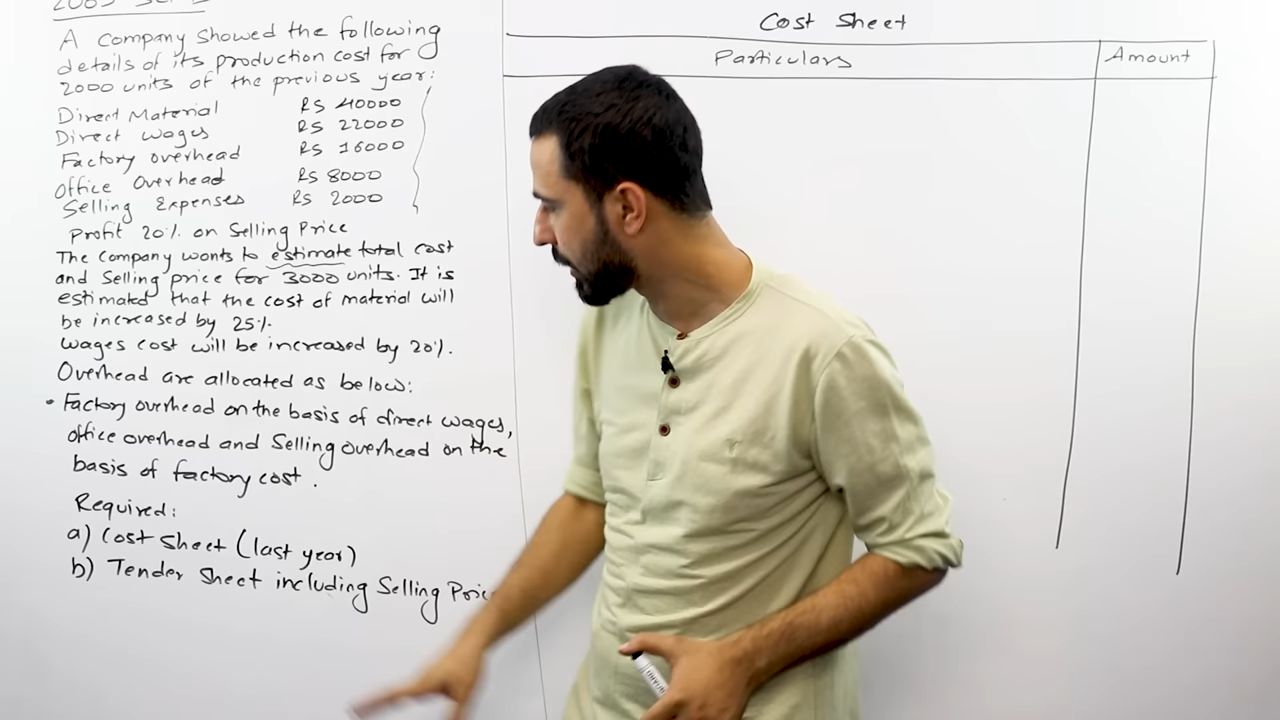 A company showed the following
details of its production cost for
2000 units of the previous year:
Direct Material RS 40000
Direct wages RS 22000
Factory overhead RS 16000
Office Overhead RS 8000
Selling Expenses RS 2000
Profit 20% on Selling Price
The company wants to estimate total cost
and Selling price for 3000 units. It is
estimated that the cost of material will
be increased by 25%.
wages cost will be increased by 20%.
Overhead are allocated as below:
• Factory overhead on the basis of direct wages,
office overhead and Selling overhead on the
basis of factory cost.
Required:
a) Cost Sheet (last year)
b) Tender Sheet including Selling
Cost Sheet
Particulars Amount